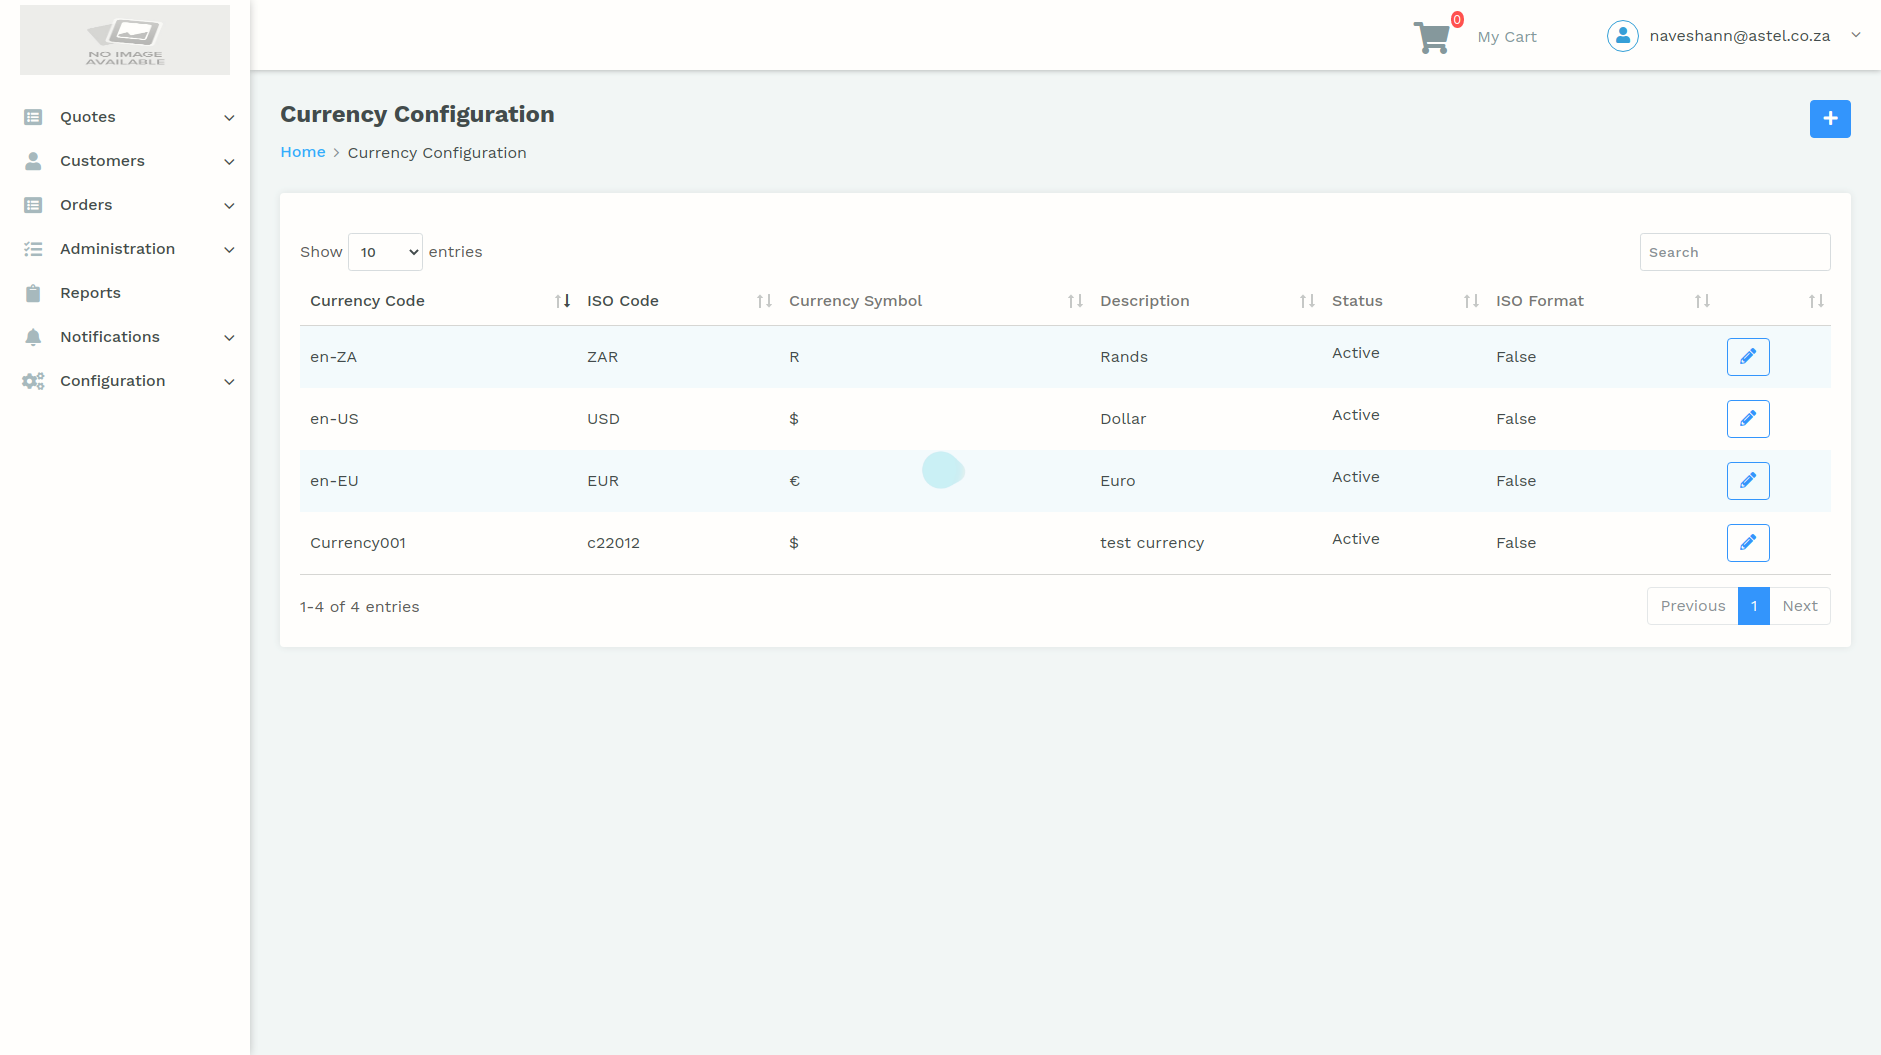 NO IMAGE
AVAILABLE
0
My Cart
naveshann@astel.co.za
Quotes
Customers
Orders
Administration
Reports
Notifications
Configuration
Currency Configuration
Home > Currency Configuration
Show 10 entries
Search
Currency Code ISO Code Currency Symbol Description Status ISO Format
en-ZA ZAR R Rands Active False
en-US USD $ Dollar Active False
en-EU EUR € Euro Active False
Currency001 c22012 $ test currency Active False
1-4 of 4 entries
Previous 1 Next